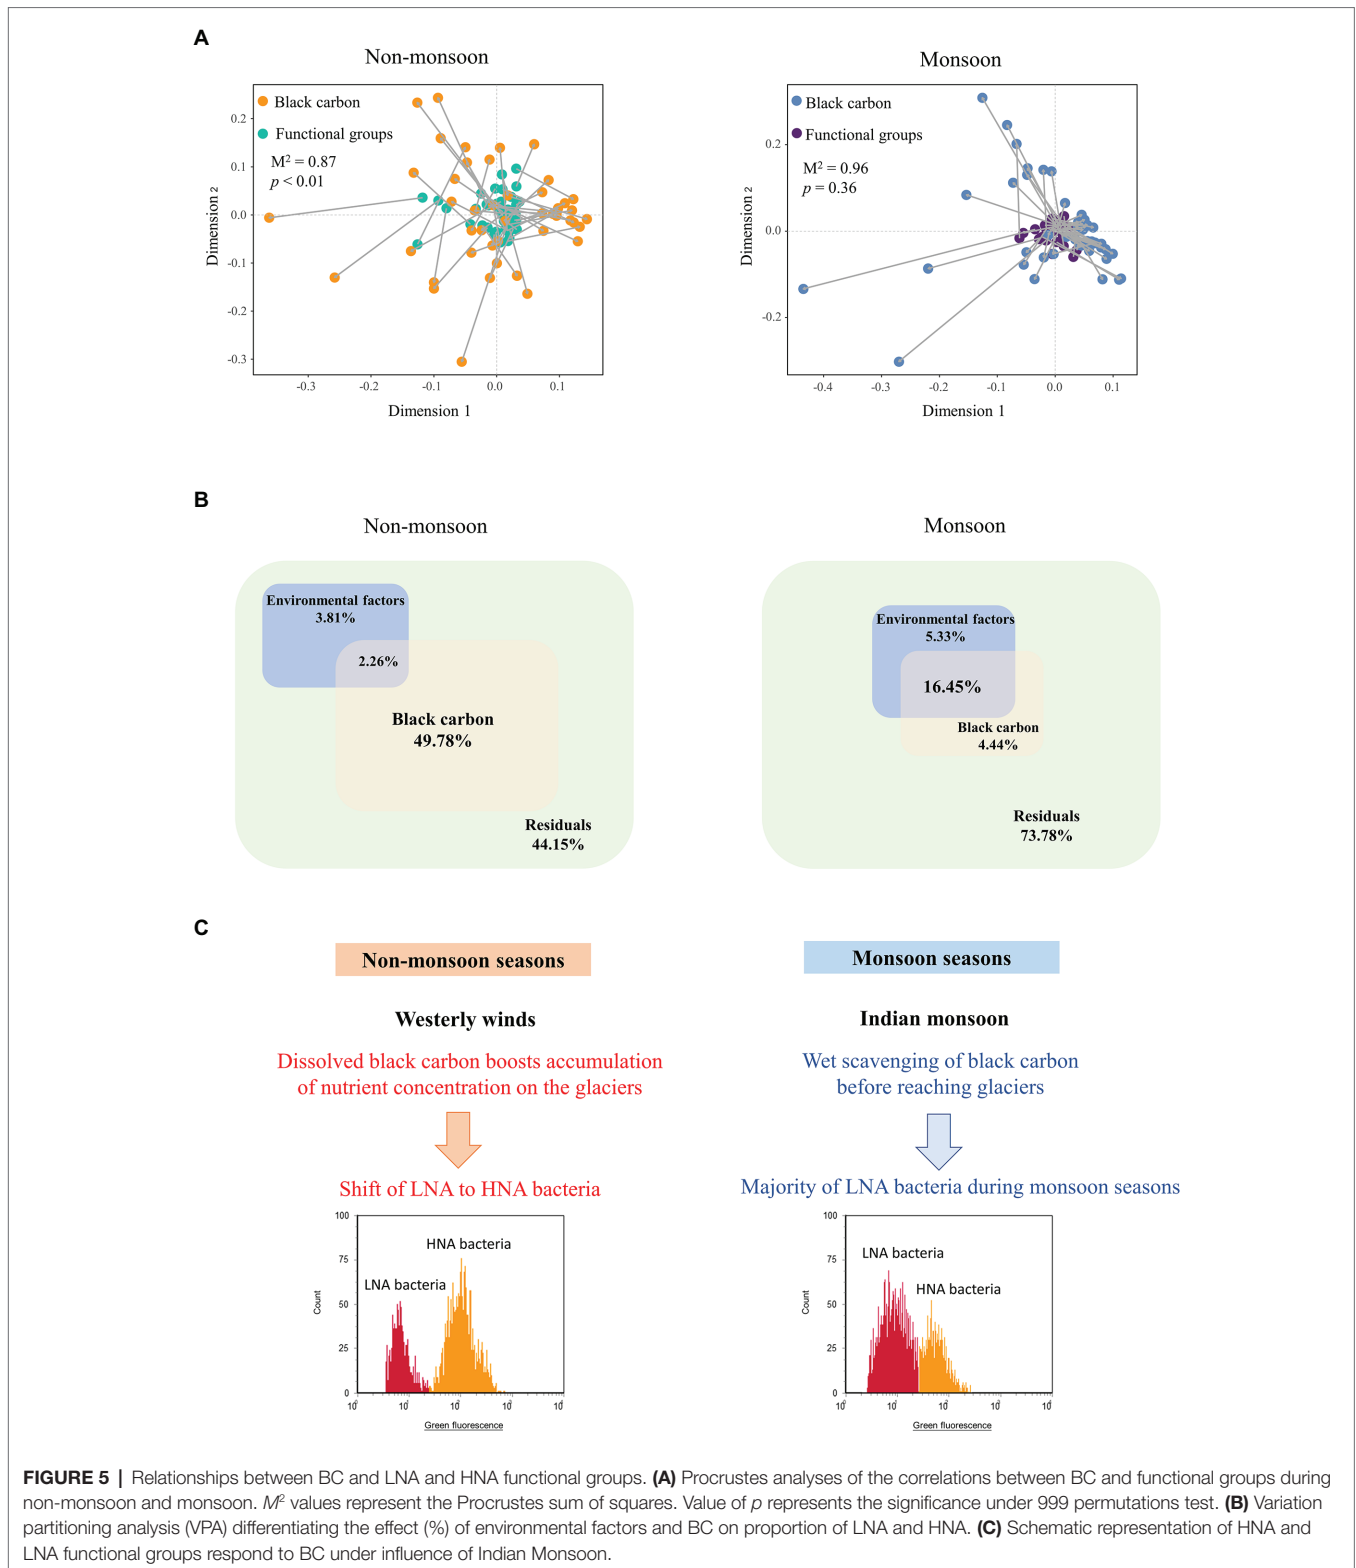 A
Non-monsoon
Monsoon
Black carbon
Functional groups
M² = 0.87
p < 0.01
0.2
0.1
0.0
-0.1
-0.2
-0.3
Dimension 2
-0.3
-0.2
-0.1
0.0
0.1
Dimension 1
Black carbon
Functional groups
M² = 0.96
p = 0.36
0.2
0.0
-0.2
Dimension 2
-0.4
-0.3
-0.2
-0.1
0.0
0.1
Dimension 1
B
Non-monsoon
Monsoon
Environmental factors
3.81%
2.26%
Black carbon
49.78%
Residuals
44.15%
Environmental factors
5.33%
16.45%
Black carbon
4.44%
Residuals
73.78%
C
Non-monsoon seasons
Westerly winds
Dissolved black carbon boosts accumulation
of nutrient concentration on the glaciers
Shift of LNA to HNA bacteria
100
75
50
25
0
Count
HNA bacteria
LNA bacteria
Green fluorescence
Monsoon seasons
Indian monsoon
Wet scavenging of black carbon
before reaching glaciers
Majority of LNA bacteria during monsoon seasons
100
75
50
25
0
Count
LNA bacteria
HNA bacteria
Green fluorescence
FIGURE 5 | Relationships between BC and LNA and HNA functional groups. (A) Procrustes analyses of the correlations between BC and functional groups during
non-monsoon and monsoon. M² values represent the Procrustes sum of squares. Value of p represents the significance under 999 permutations test. (B) Variation
partitioning analysis (VPA) differentiating the effect (%) of environmental factors and BC on proportion of LNA and HNA. (C) Schematic representation of HNA and
LNA functional groups respond to BC under influence of Indian Monsoon.